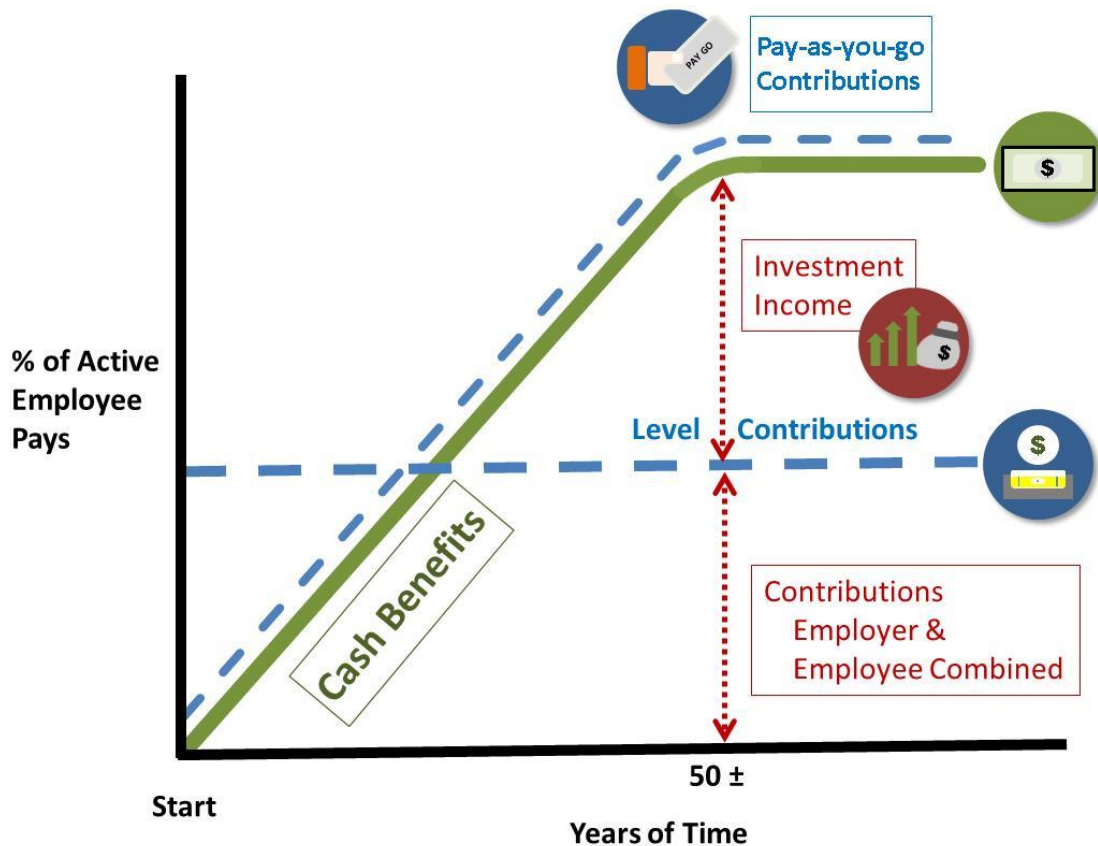 PAY GO
Pay-as-you-go
Contributions
$
Investment
Income
$
% of Active
Employee
Pays
Level Contributions
$
Cash Benefits
Contributions
Employer &
Employee Combined
50 ±
Start
Years of Time